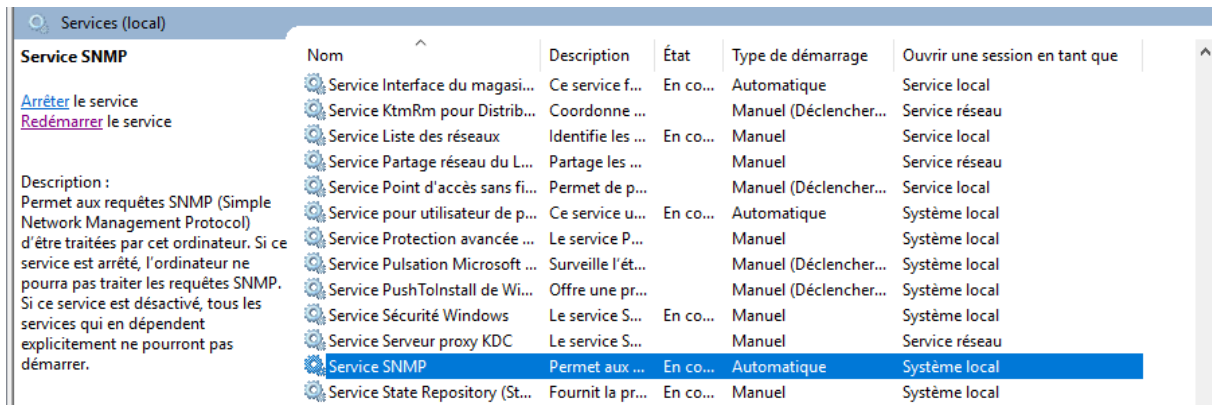 Services (local)
Service SNMP
Arrêter le service
Redémarrer le service
Description :
Permet aux requêtes SNMP (Simple
Network Management Protocol)
d'être traitées par cet ordinateur. Si ce
service est arrêté, l'ordinateur ne
pourra pas traiter les requêtes SNMP.
Si ce service est désactivé, tous les
services qui en dépendent
explicitement ne pourront pas
démarrer.
Nom Description État Type de démarrage Ouvrir une session en tant que
Service Interface du magasi... Ce service f... En co... Automatique Service local
Service KtmRm pour Distrib... Coordonne ... Manuel (Déclencher... Service réseau
Service Liste des réseaux Identifie les ... En co... Manuel Service local
Service Partage réseau du L... Partage les ... Manuel Service réseau
Service Point d'accès sans fi... Permet de p... Manuel (Déclencher... Service local
Service pour utilisateur de p... Ce service u... En co... Automatique Système local
Service Protection avancée ... Le service P... Manuel Système local
Service Pulsation Microsoft ... Surveille l'ét... Manuel (Déclencher... Système local
Service PushToInstall de Wi... Offre une pr... Manuel (Déclencher... Système local
Service Sécurité Windows Le service S... En co... Manuel Système local
Service Serveur proxy KDC Le service S... Manuel Service réseau
Service SNMP Permet aux ... En co... Automatique Système local
Service State Repository (St... Fournit la pr... En co... Manuel Système local